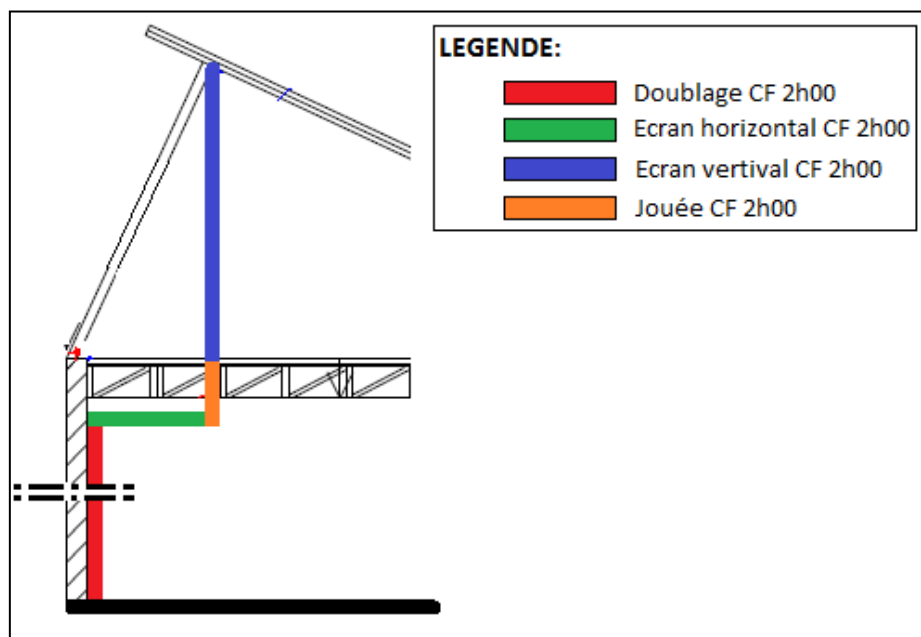 LEGENDE:
Doublage CF 2h00
Ecran horizontal CF 2h00
Ecran vertival CF 2h00
Jouée CF 2h00